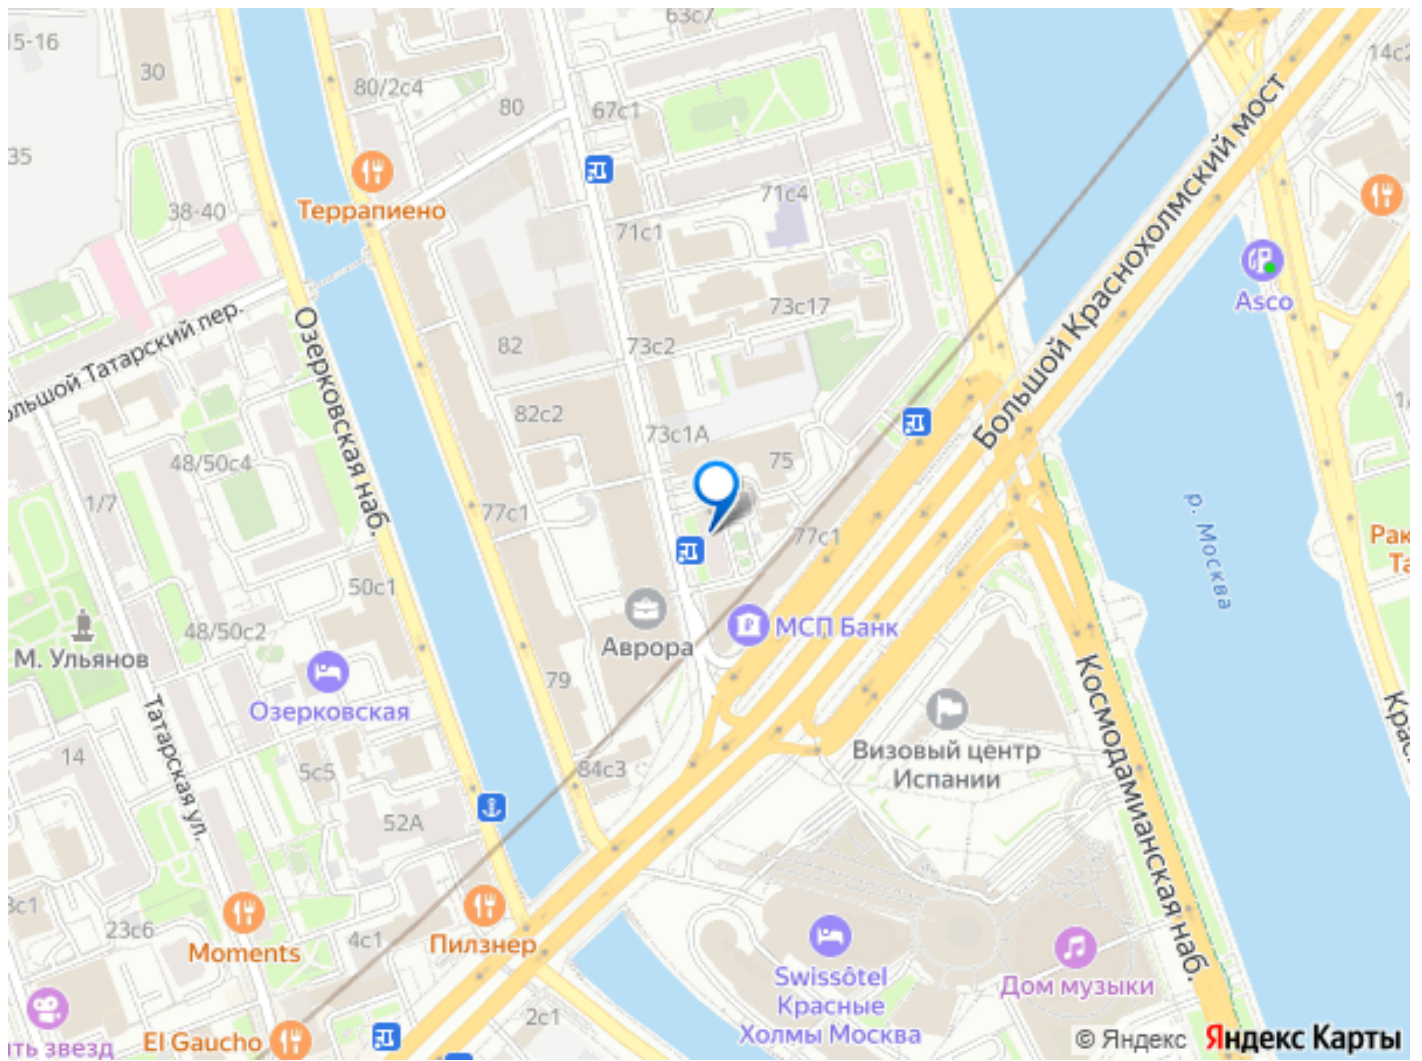 15-16
30
63с7
14с2
80/2с4
80
67с1
Большой Краснохолмский мост
35
Террапиено
38-40
71с4
71с1
Asco
73с17
Большой Татарский пер.
Озерковская наб.
82
73с2
82с2
73с1А
75
48/50с4
1/7
77с1
77с1
р. Москва
50с1
48/50с2
М. Ульянов
Аврора
МСП Банк
Озерковская
79
Татарская ул.
14
5с5
84с3
52А
Визовый центр
Испании
Космодамианская наб.
23с6
Moments
4с1
Пилзнер
Swissôtel
Красные
Холмы Москва
Дом музыки
El Gaucho
2с1
звезд
© Яндекс Яндекс Карты